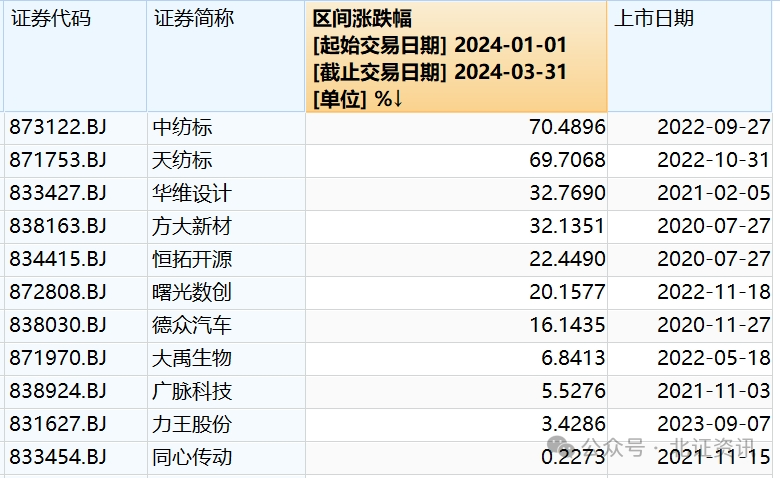 证券代码 证券简称 区间涨跌幅 上市日期
[起始交易日期] 2024-01-01
[截止交易日期] 2024-03-31
[单位] %↓
873122.BJ 中纺标 70.4896 2022-09-27
871753.BJ 天纺标 69.7068 2022-10-31
833427.BJ 华维设计 32.7690 2021-02-05
838163.BJ 方大新材 32.1351 2020-07-27
834415.BJ 恒拓开源 22.4490 2020-07-27
872808.BJ 曙光数创 20.1577 2022-11-18
838030.BJ 德众汽车 16.1435 2020-11-27
871970.BJ 大禹生物 6.8413 2022-05-18
838924.BJ 广脉科技 5.5276 2021-11-03
831627.BJ 力王股份 3.4286 2023-09-07
833454.BJ 同心传动 0.2273 2021-11-15
公众号 · 北证资讯